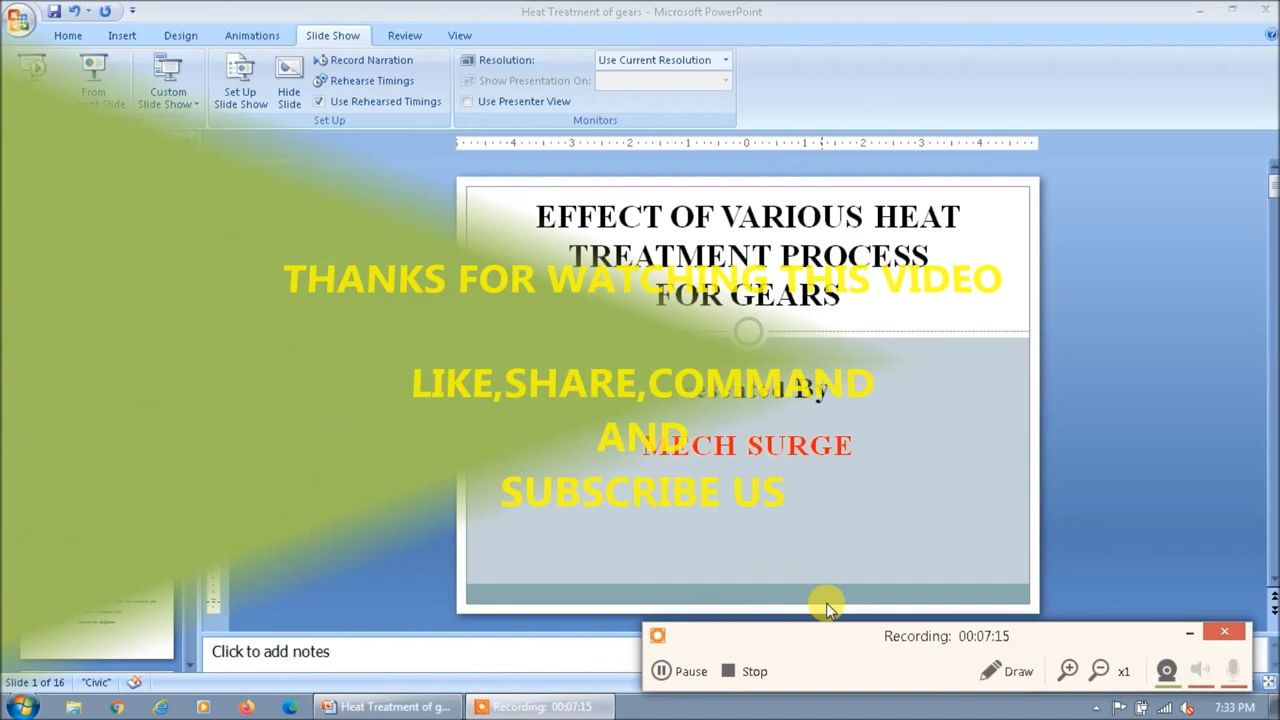 Heat Treatment of gears - Microsoft PowerPoint
Home Insert Design Animations Slide Show Review View
From
Custom
Slide Show
Set Up
Slide Show
Hide
Slide
Record Narration
Rehearse Timings
Use Rehearsed Timings
Set Up
Resolution: Use Current Resolution
Show Presentation On:
Use Presenter View
Monitors
EFFECT OF VARIOUS HEAT
TREATMENT PROCESS
FOR GEARS
THANKS FOR WATCHING THIS VIDEO
By
LIKE,SHARE,COMMAND
AND
SUBSCRIBE US
MECH SURGE
Click to add notes
Recording: 00:07:15
Pause Stop Draw x1
Slide 1 of 16 "Civic"
Heat Treatment of g... Recording: 00:07:15 7:33 PM